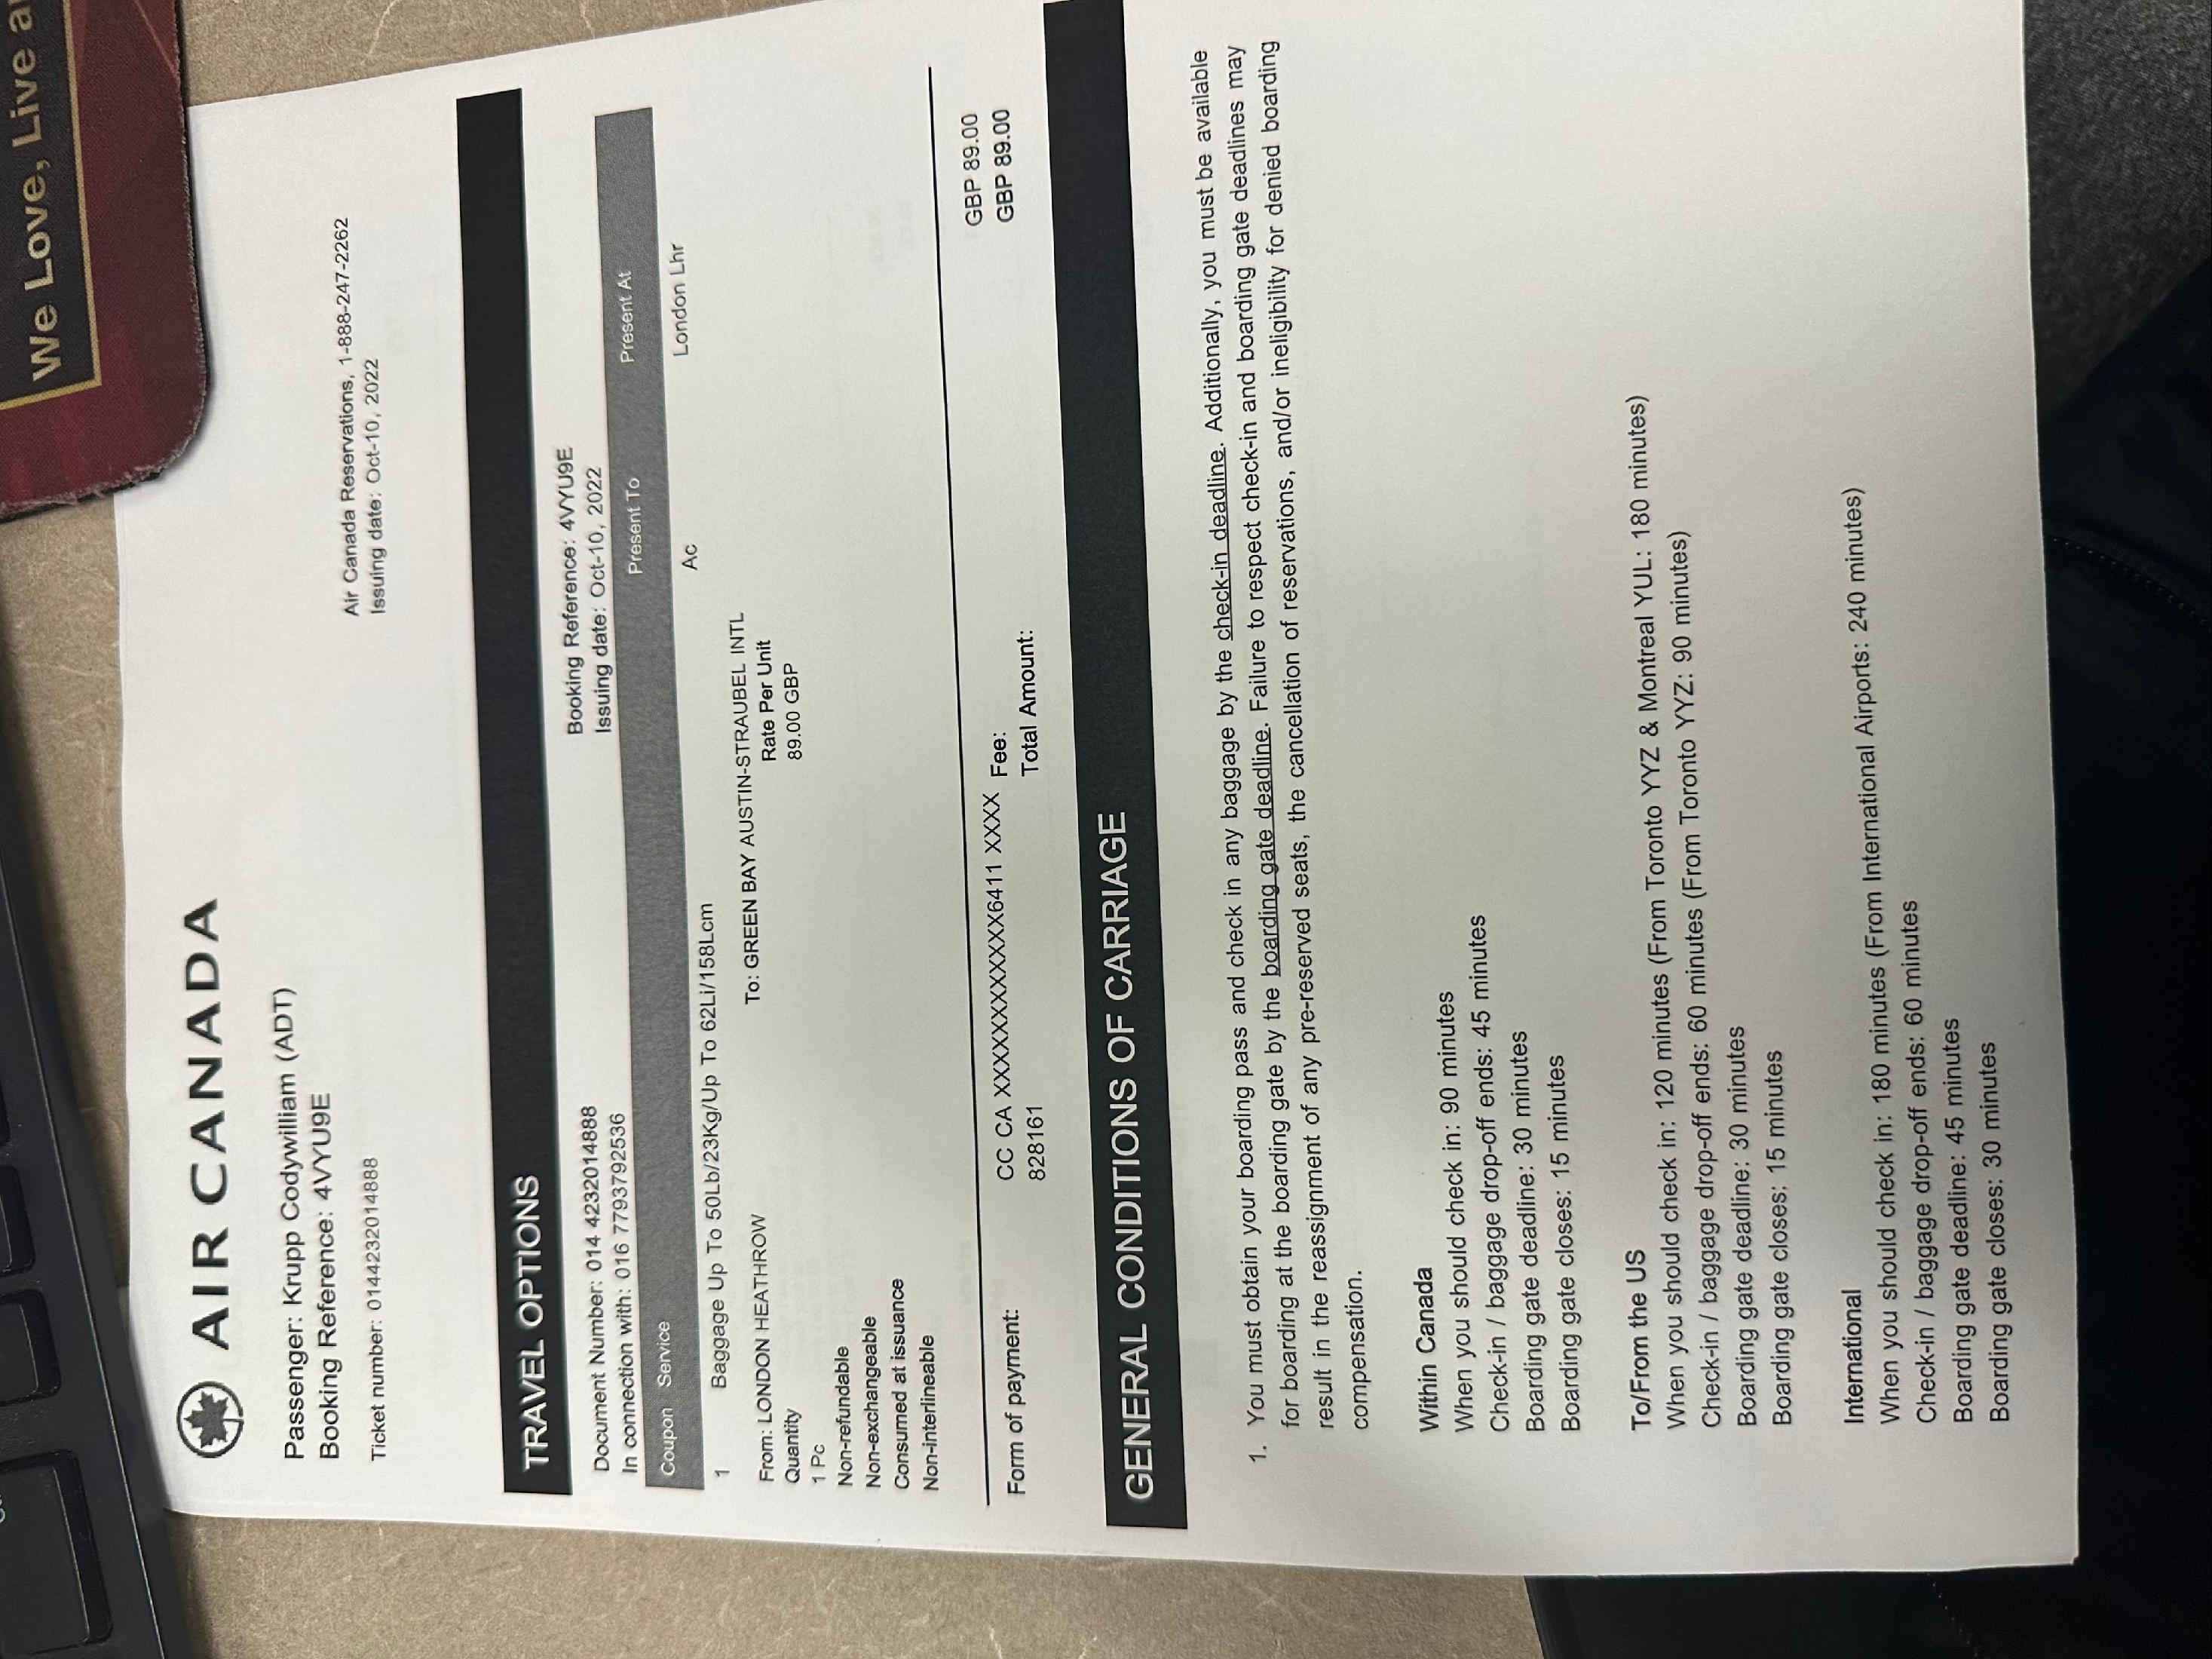 We Love, Live a
AIR CANADA
Passenger: Krupp Codywilliam (ADT)
Booking Reference: 4VYU9E
Ticket number: 0144232014888
Air Canada Reservations, 1-888-247-2262
Issuing date: Oct-10, 2022
TRAVEL OPTIONS
Document Number: 014 4232014888 Booking Reference: 4VYU9E
In connection with: 016 7793792536 Issuing date: Oct-10, 2022
Coupon Service Present To Present At
1 Baggage Up To 50Lb/23Kg/Up To 62Li/158Lcm Ac London Lhr
From: LONDON HEATHROW To: GREEN BAY AUSTIN-STRAUBEL INTL
Quantity Rate Per Unit
1 Pc 89.00 GBP
Non-refundable
Non-exchangeable
Consumed at issuance
Non-interlineable
Form of payment: CC CA XXXXXXXXXXXXX6411 XXXX Fee: GBP 89.00
828161 Total Amount: GBP 89.00
GENERAL CONDITIONS OF CARRIAGE
1. You must obtain your boarding pass and check in any baggage by the check-in deadline. Additionally, you must be available
for boarding at the boarding gate by the boarding gate deadline. Failure to respect check-in and boarding gate deadlines may
result in the reassignment of any pre-reserved seats, the cancellation of reservations, and/or ineligibility for denied boarding
compensation.
Within Canada
When you should check in: 90 minutes
Check-in / baggage drop-off ends: 45 minutes
Boarding gate deadline: 30 minutes
Boarding gate closes: 15 minutes
To/From the US
When you should check in: 120 minutes (From Toronto YYZ & Montreal YUL: 180 minutes)
Check-in / baggage drop-off ends: 60 minutes (From Toronto YYZ: 90 minutes)
Boarding gate deadline: 30 minutes
Boarding gate closes: 15 minutes
International
When you should check in: 180 minutes (From International Airports: 240 minutes)
Check-in / baggage drop-off ends: 60 minutes
Boarding gate deadline: 45 minutes
Boarding gate closes: 30 minutes